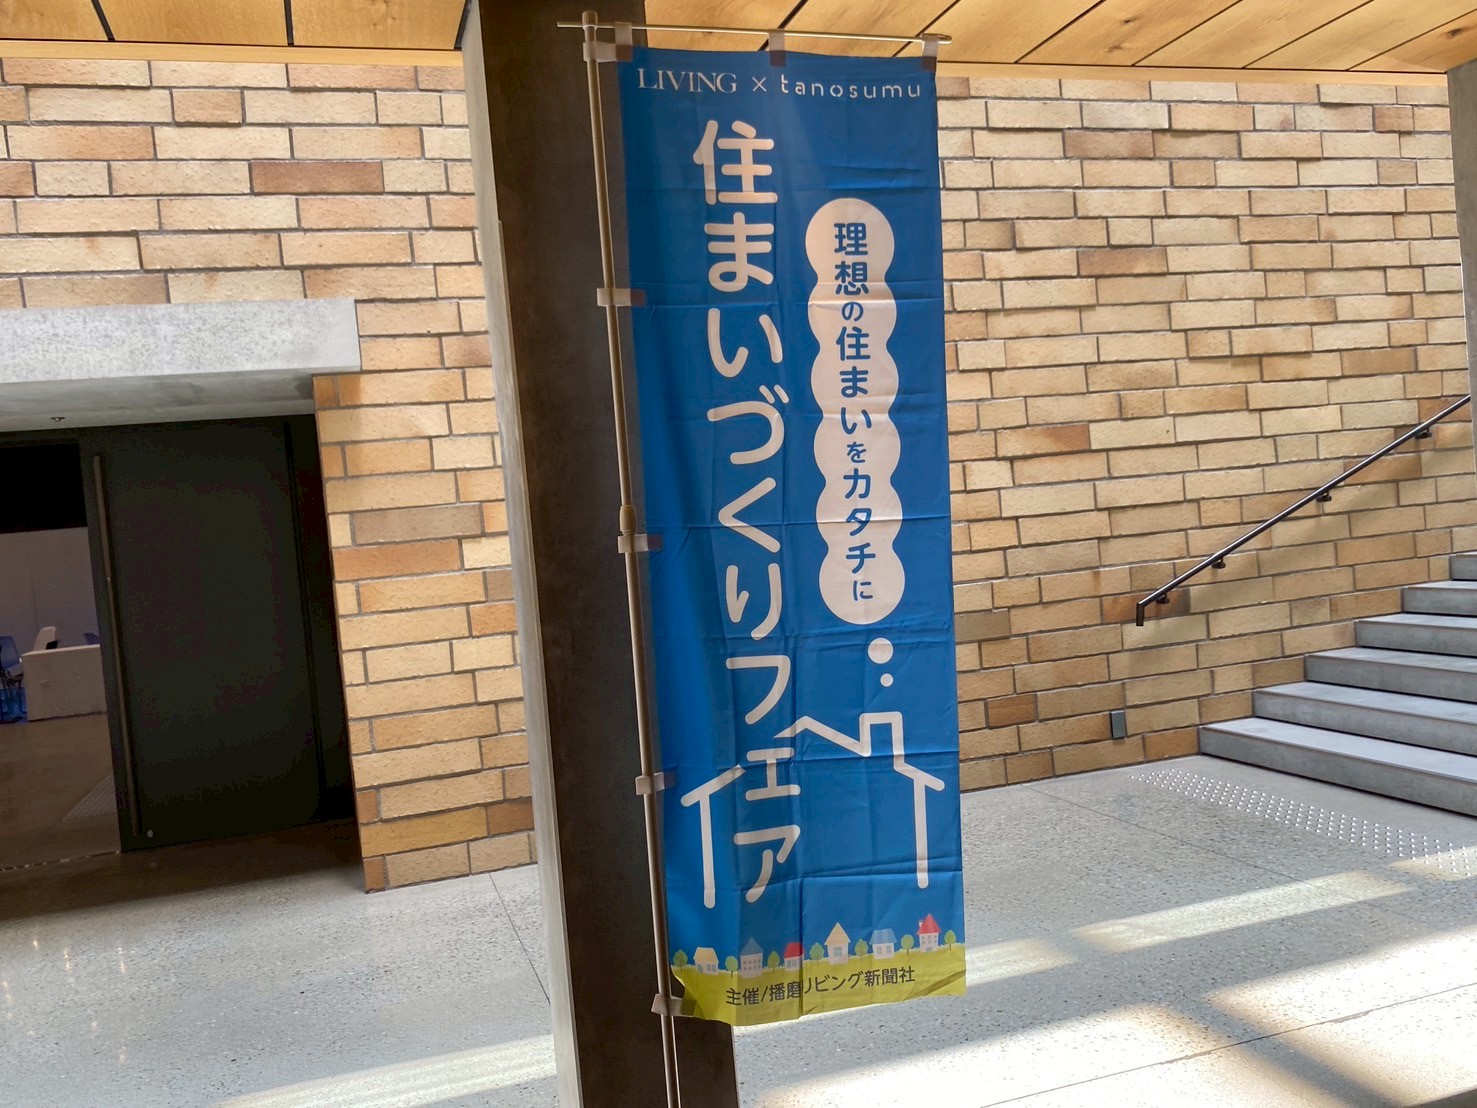 LIVING × tanosumu
住まいづくりフェア
理想の住まいをカタチに
主催/播磨リビング新聞社